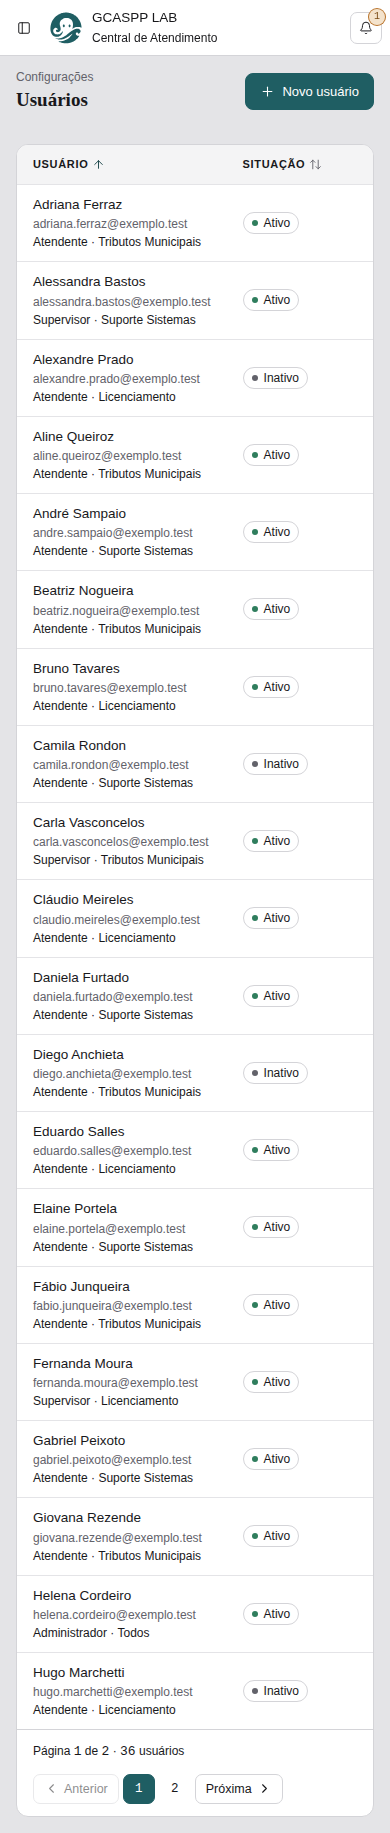 GCASPP LAB
Central de Atendimento
1
Configurações
Usuários
Novo usuário
USUÁRIO
SITUAÇÃO
Adriana Ferraz
adriana.ferraz@exemplo.test
Atendente · Tributos Municipais
Ativo
Alessandra Bastos
alessandra.bastos@exemplo.test
Supervisor · Suporte Sistemas
Ativo
Alexandre Prado
alexandre.prado@exemplo.test
Atendente · Licenciamento
Inativo
Aline Queiroz
aline.queiroz@exemplo.test
Atendente · Tributos Municipais
Ativo
André Sampaio
andre.sampaio@exemplo.test
Atendente · Suporte Sistemas
Ativo
Beatriz Nogueira
beatriz.nogueira@exemplo.test
Atendente · Tributos Municipais
Ativo
Bruno Tavares
bruno.tavares@exemplo.test
Atendente · Licenciamento
Ativo
Camila Rondon
camila.rondon@exemplo.test
Atendente · Suporte Sistemas
Inativo
Carla Vasconcelos
carla.vasconcelos@exemplo.test
Supervisor · Tributos Municipais
Ativo
Cláudio Meireles
claudio.meireles@exemplo.test
Atendente · Licenciamento
Ativo
Daniela Furtado
daniela.furtado@exemplo.test
Atendente · Suporte Sistemas
Ativo
Diego Anchieta
diego.anchieta@exemplo.test
Atendente · Tributos Municipais
Inativo
Eduardo Salles
eduardo.salles@exemplo.test
Atendente · Licenciamento
Ativo
Elaine Portela
elaine.portela@exemplo.test
Atendente · Suporte Sistemas
Ativo
Fábio Junqueira
fabio.junqueira@exemplo.test
Atendente · Tributos Municipais
Ativo
Fernanda Moura
fernanda.moura@exemplo.test
Supervisor · Licenciamento
Ativo
Gabriel Peixoto
gabriel.peixoto@exemplo.test
Atendente · Suporte Sistemas
Ativo
Giovana Rezende
giovana.rezende@exemplo.test
Atendente · Tributos Municipais
Ativo
Helena Cordeiro
helena.cordeiro@exemplo.test
Administrador · Todos
Ativo
Hugo Marchetti
hugo.marchetti@exemplo.test
Atendente · Licenciamento
Inativo
Página 1 de 2 · 36 usuários
Anterior 1 2 Próxima